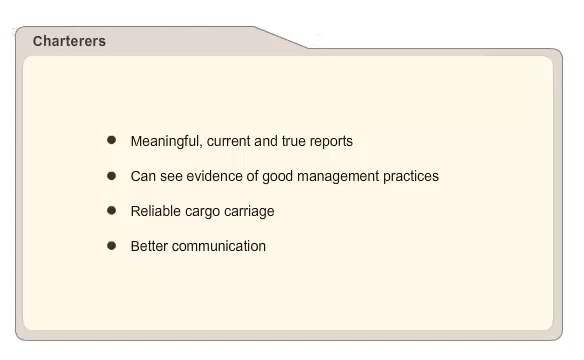 Charterers
● Meaningful, current and true reports
● Can see evidence of good management practices
● Reliable cargo carriage
● Better communication